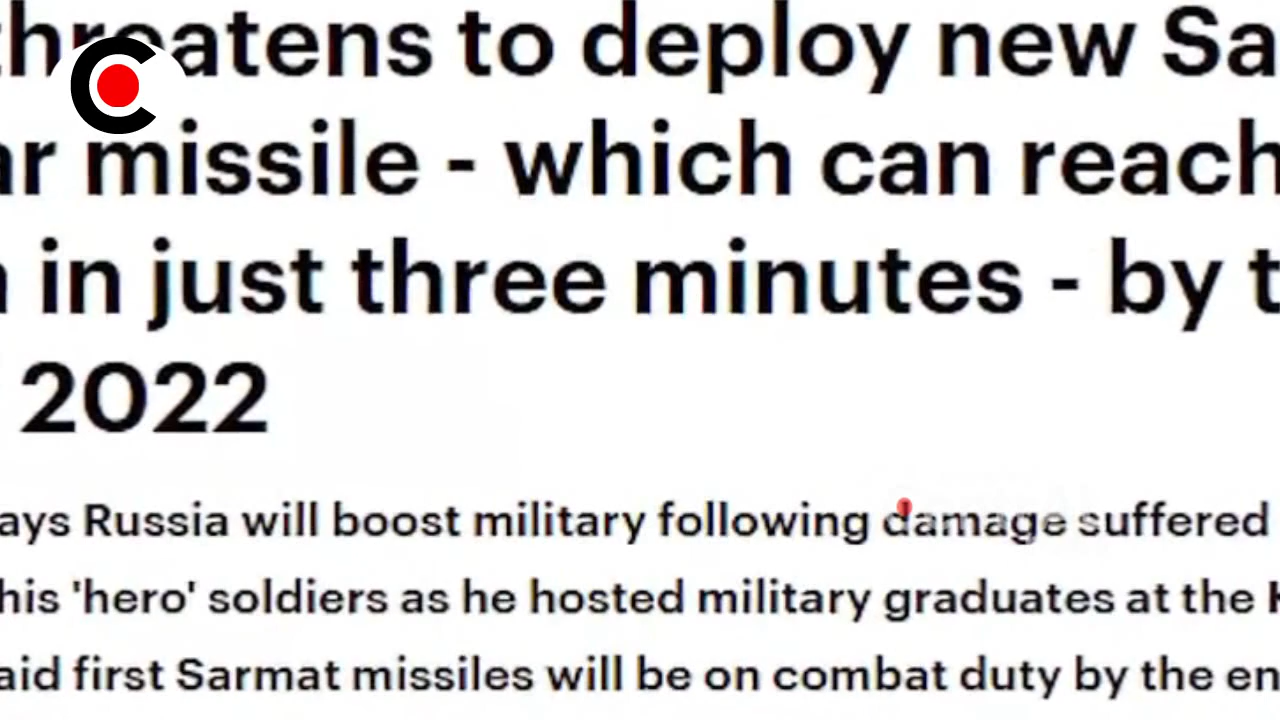 threatens to deploy new Sa
ar missile - which can reach
in in just three minutes - by t
2022
ays Russia will boost military following damage suffered
his 'hero' soldiers as he hosted military graduates at the K
aid first Sarmat missiles will be on combat duty by the en